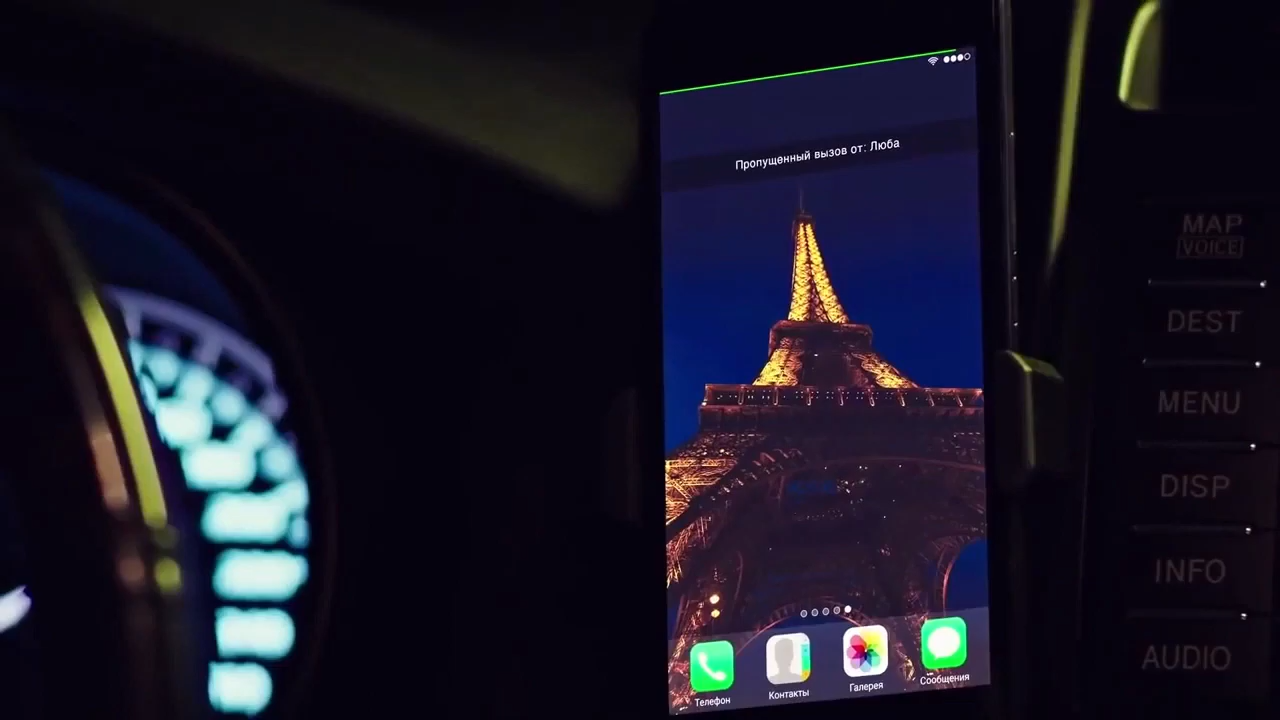 Пропущенный вызов от: Люба
Телефон
Контакты
Галерея
Сообщения
MAP
VOICE
DEST
MENU
DISP
INFO
AUDIO